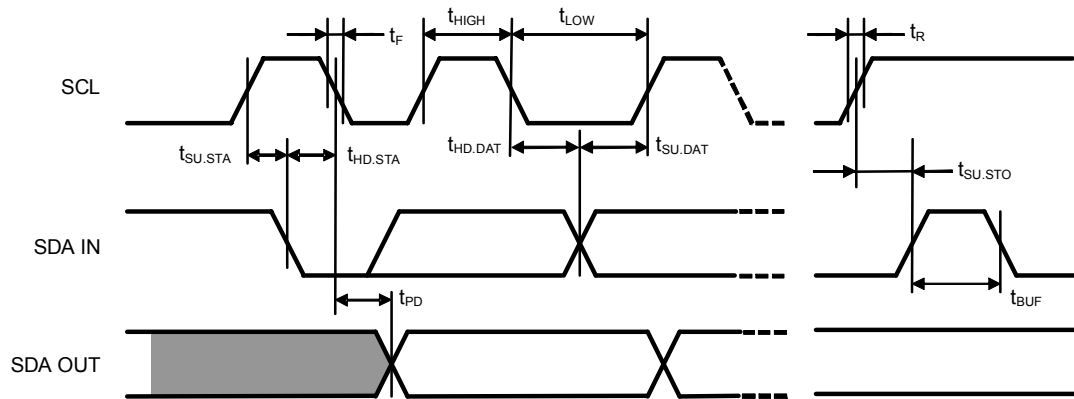 tF
tHIGH
tLOW
tR
SCL
tSU.STA
tHD.STA
tHD.DAT
tSU.DAT
tSU.STO
SDA IN
tPD
tBUF
SDA OUT